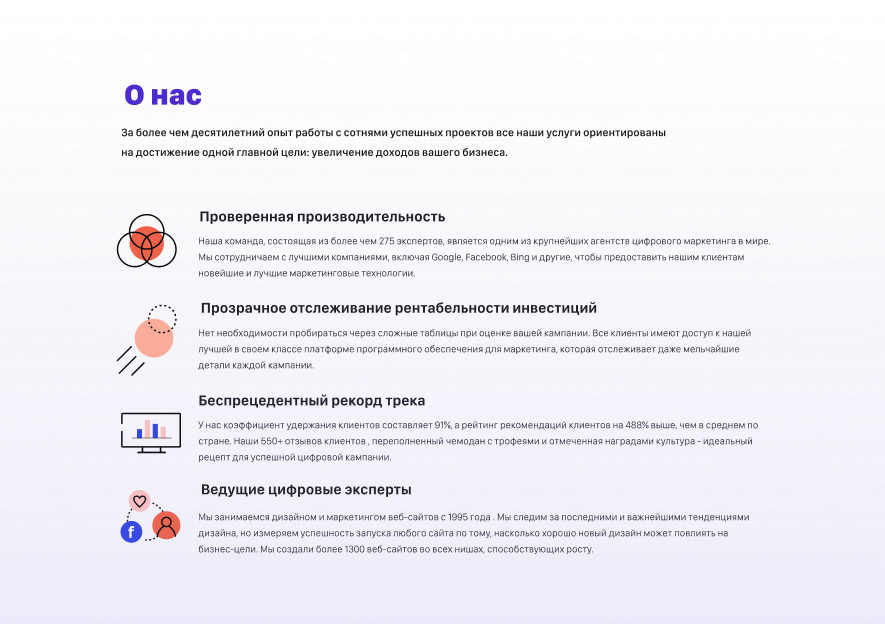 О нас
За более чем десятилетний опыт работы с сотнями успешных проектов все наши услуги ориентированы
на достижение одной главной цели: увеличение доходов вашего бизнеса.
Проверенная производительность
Наша команда, состоящая из более чем 275 экспертов, является одним из крупнейших агентств цифрового маркетинга в мире.
Мы сотрудничаем с лучшими компаниями, включая Google, Facebook, Bing и другие, чтобы предоставить нашим клиентам
новейшие и лучшие маркетинговые технологии.
Прозрачное отслеживание рентабельности инвестиций
Нет необходимости пробираться через сложные таблицы при оценке вашей кампании. Все клиенты имеют доступ к нашей
лучшей в своем классе платформе программного обеспечения для маркетинга, которая отслеживает даже мельчайшие
детали каждой кампании.
Беспрецедентный рекорд трека
У нас коэффициент удержания клиентов составляет 91%, а рейтинг рекомендаций клиентов на 488% выше, чем в среднем по
стране. Наши 550+ отзывов клиентов , переполненный чемодан с трофеями и отмеченная наградами культура - идеальный
рецепт для успешной цифровой кампании.
Ведущие цифровые эксперты
Мы занимаемся дизайном и маркетингом веб-сайтов с 1995 года . Мы следим за последними и важнейшими тенденциями
дизайна, но измеряем успешность запуска любого сайта по тому, насколько хорошо новый дизайн может повлиять на
бизнес-цели. Мы создали более 1300 веб-сайтов во всех нишах, способствующих росту.
f